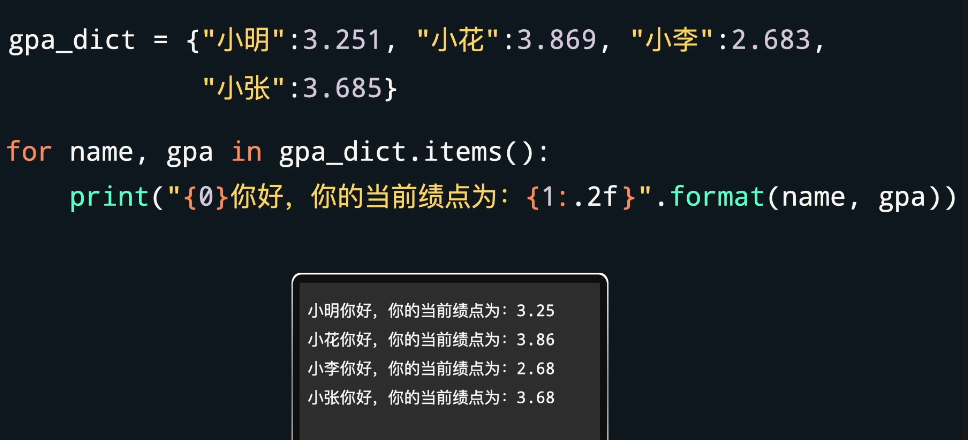 gpa_dict = {"小明":3.251, "小花":3.869, "小李":2.683,
"小张":3.685}
for name, gpa in gpa_dict.items():
print("{0}你好，你的当前绩点为：{1:.2f}".format(name, gpa))
小明你好，你的当前绩点为：3.25
小花你好，你的当前绩点为：3.86
小李你好，你的当前绩点为：2.68
小张你好，你的当前绩点为：3.68